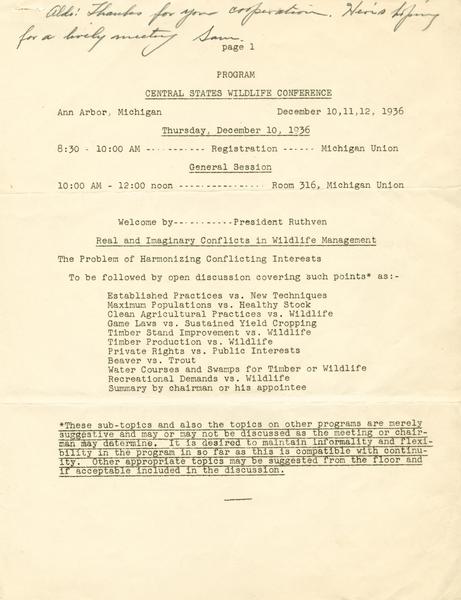 Aldo: Thanks for your cooperation. Here's hoping
for a lively meeting Sam.
page 1
PROGRAM
CENTRAL STATES WILDLIFE CONFERENCE
Ann Arbor, Michigan December 10,11,12, 1936
Thursday, December 10, 1936
8:30 - 10:00 AM ----------- Registration ------ Michigan Union
General Session
10:00 AM - 12:00 noon ----------------- Room 316, Michigan Union
Welcome by-----------President Ruthven
Real and Imaginary Conflicts in Wildlife Management
The Problem of Harmonizing Conflicting Interests
To be followed by open discussion covering such points* as:-
Established Practices vs. New Techniques
Maximum Populations vs. Healthy Stock
Clean Agricultural Practices vs. Wildlife
Game Laws vs. Sustained Yield Cropping
Timber Stand Improvement vs. Wildlife
Timber Production vs. Wildlife
Private Rights vs. Public Interests
Beaver vs. Trout
Water Courses and Swamps for Timber or Wildlife
Recreational Demands vs. Wildlife
Summary by chairman or his appointee
*These sub-topics and also the topics on other programs are merely
suggestive and may or may not be discussed as the meeting or chair-
man may determine. It is desired to maintain informality and flexi-
bility in the program in so far as this is compatible with continu-
ity. Other appropriate topics may be suggested from the floor and
if acceptable included in the discussion.